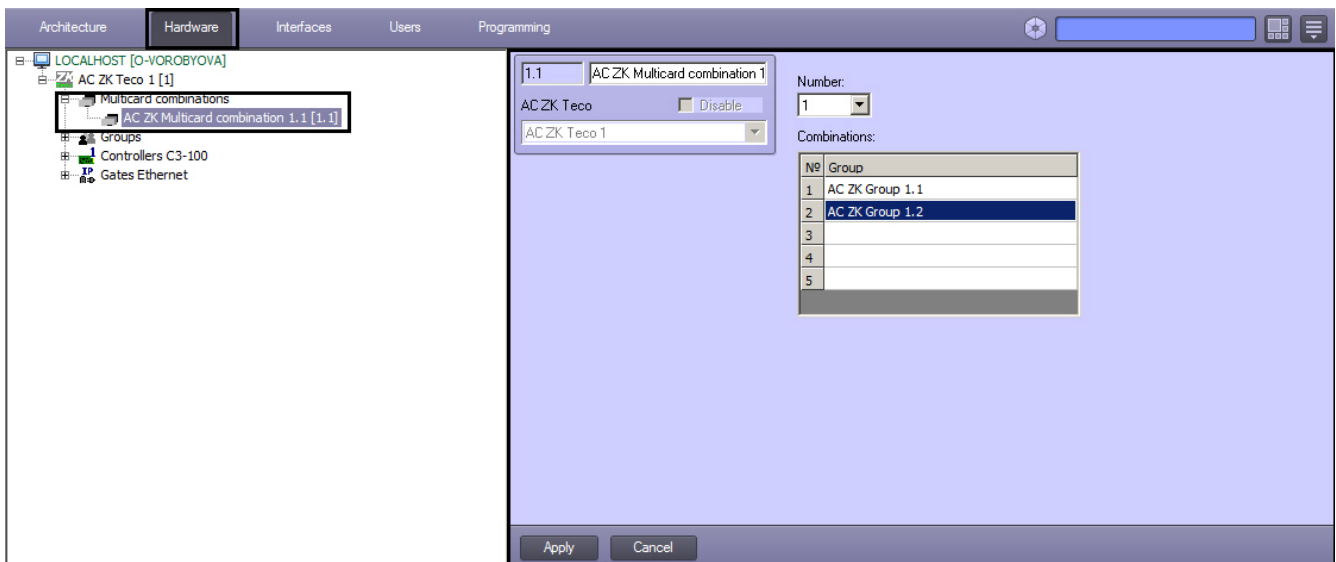 Architecture Hardware Interfaces Users Programming
LOCALHOST [O-VOROBYOVA]
AC ZK Teco 1 [1]
Multicard combinations
AC ZK Multicard combination 1.1 [1.1]
Groups
Controllers C3-100
Gates Ethernet
1.1 AC ZK Multicard combination 1
AC ZK Teco Disable
AC ZK Teco 1
Number:
1
Combinations:
Nº Group
1 AC ZK Group 1.1
2 AC ZK Group 1.2
3
4
5
Apply Cancel